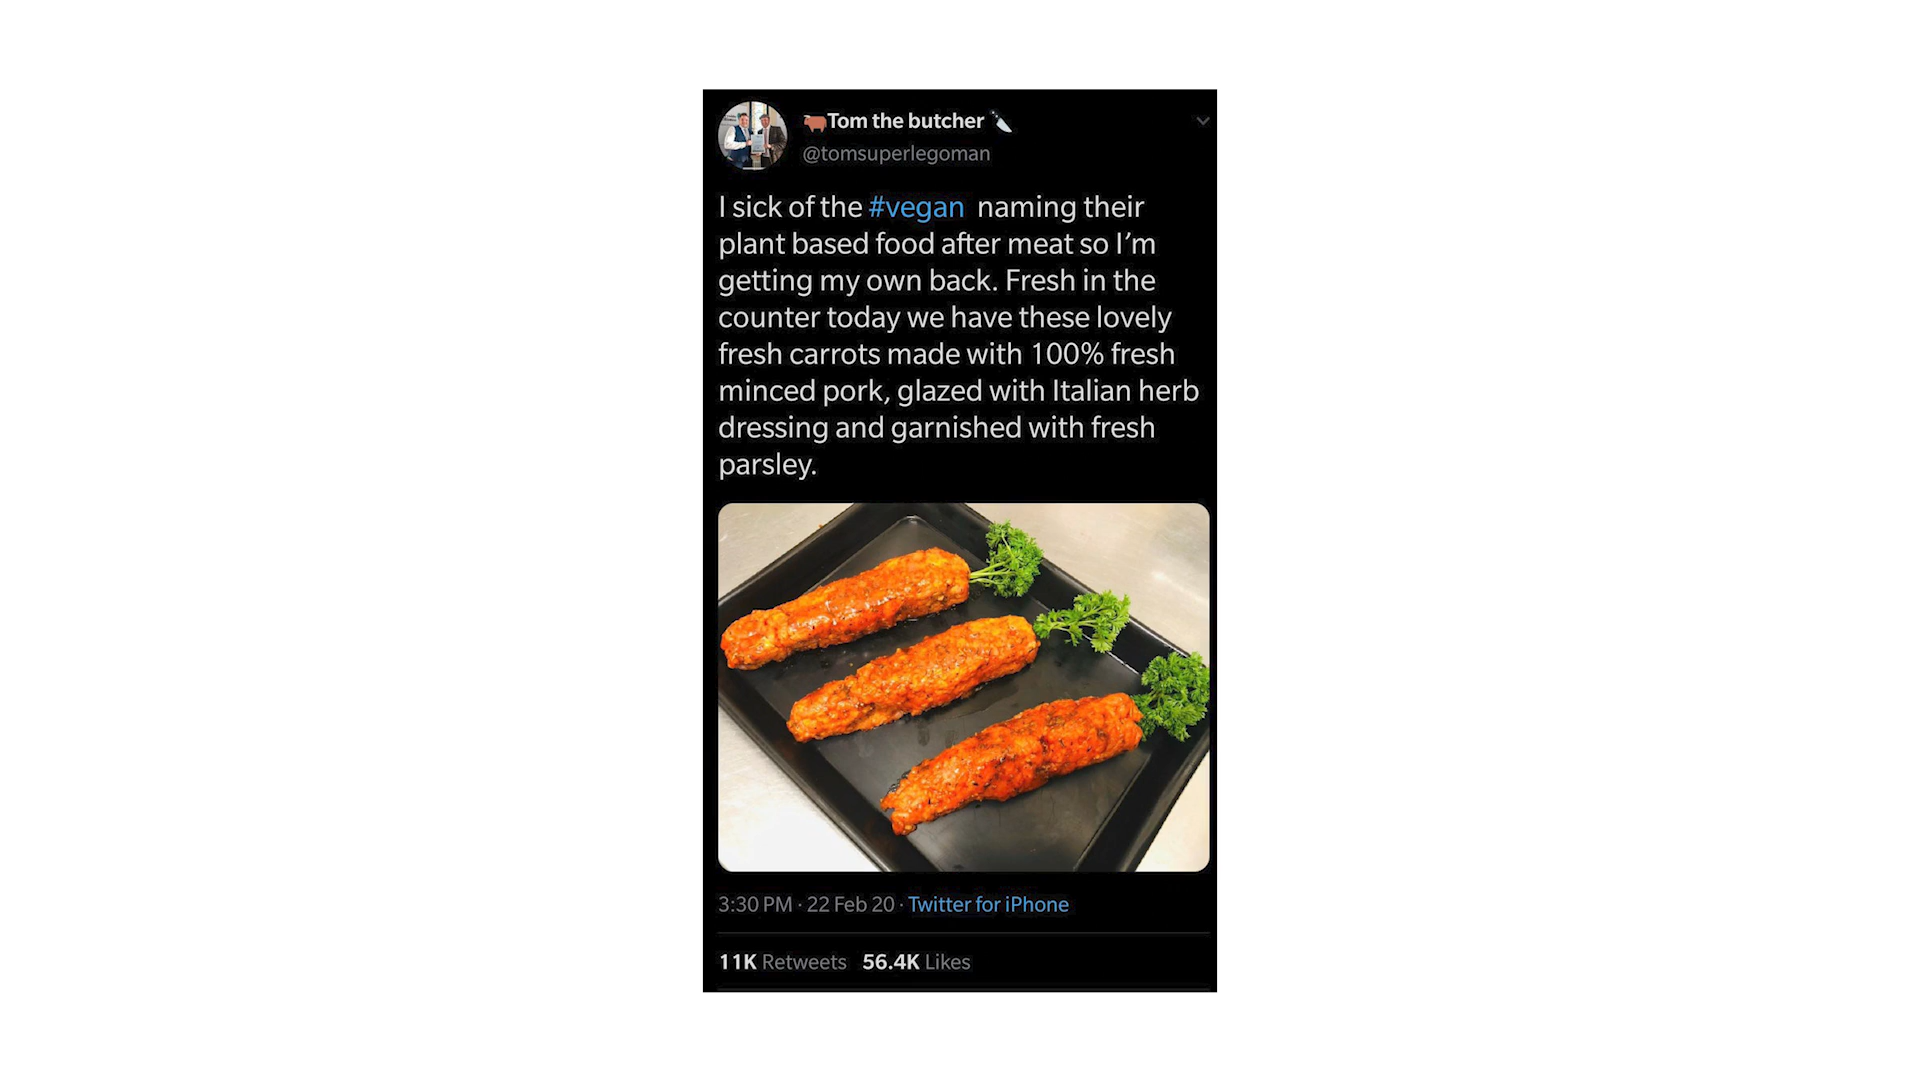 Tom the butcher
@tomsuperlegoman
I sick of the #vegan naming their
plant based food after meat so I’m
getting my own back. Fresh in the
counter today we have these lovely
fresh carrots made with 100% fresh
minced pork, glazed with Italian herb
dressing and garnished with fresh
parsley.
3:30 PM · 22 Feb 20 · Twitter for iPhone
11K Retweets 56.4K Likes